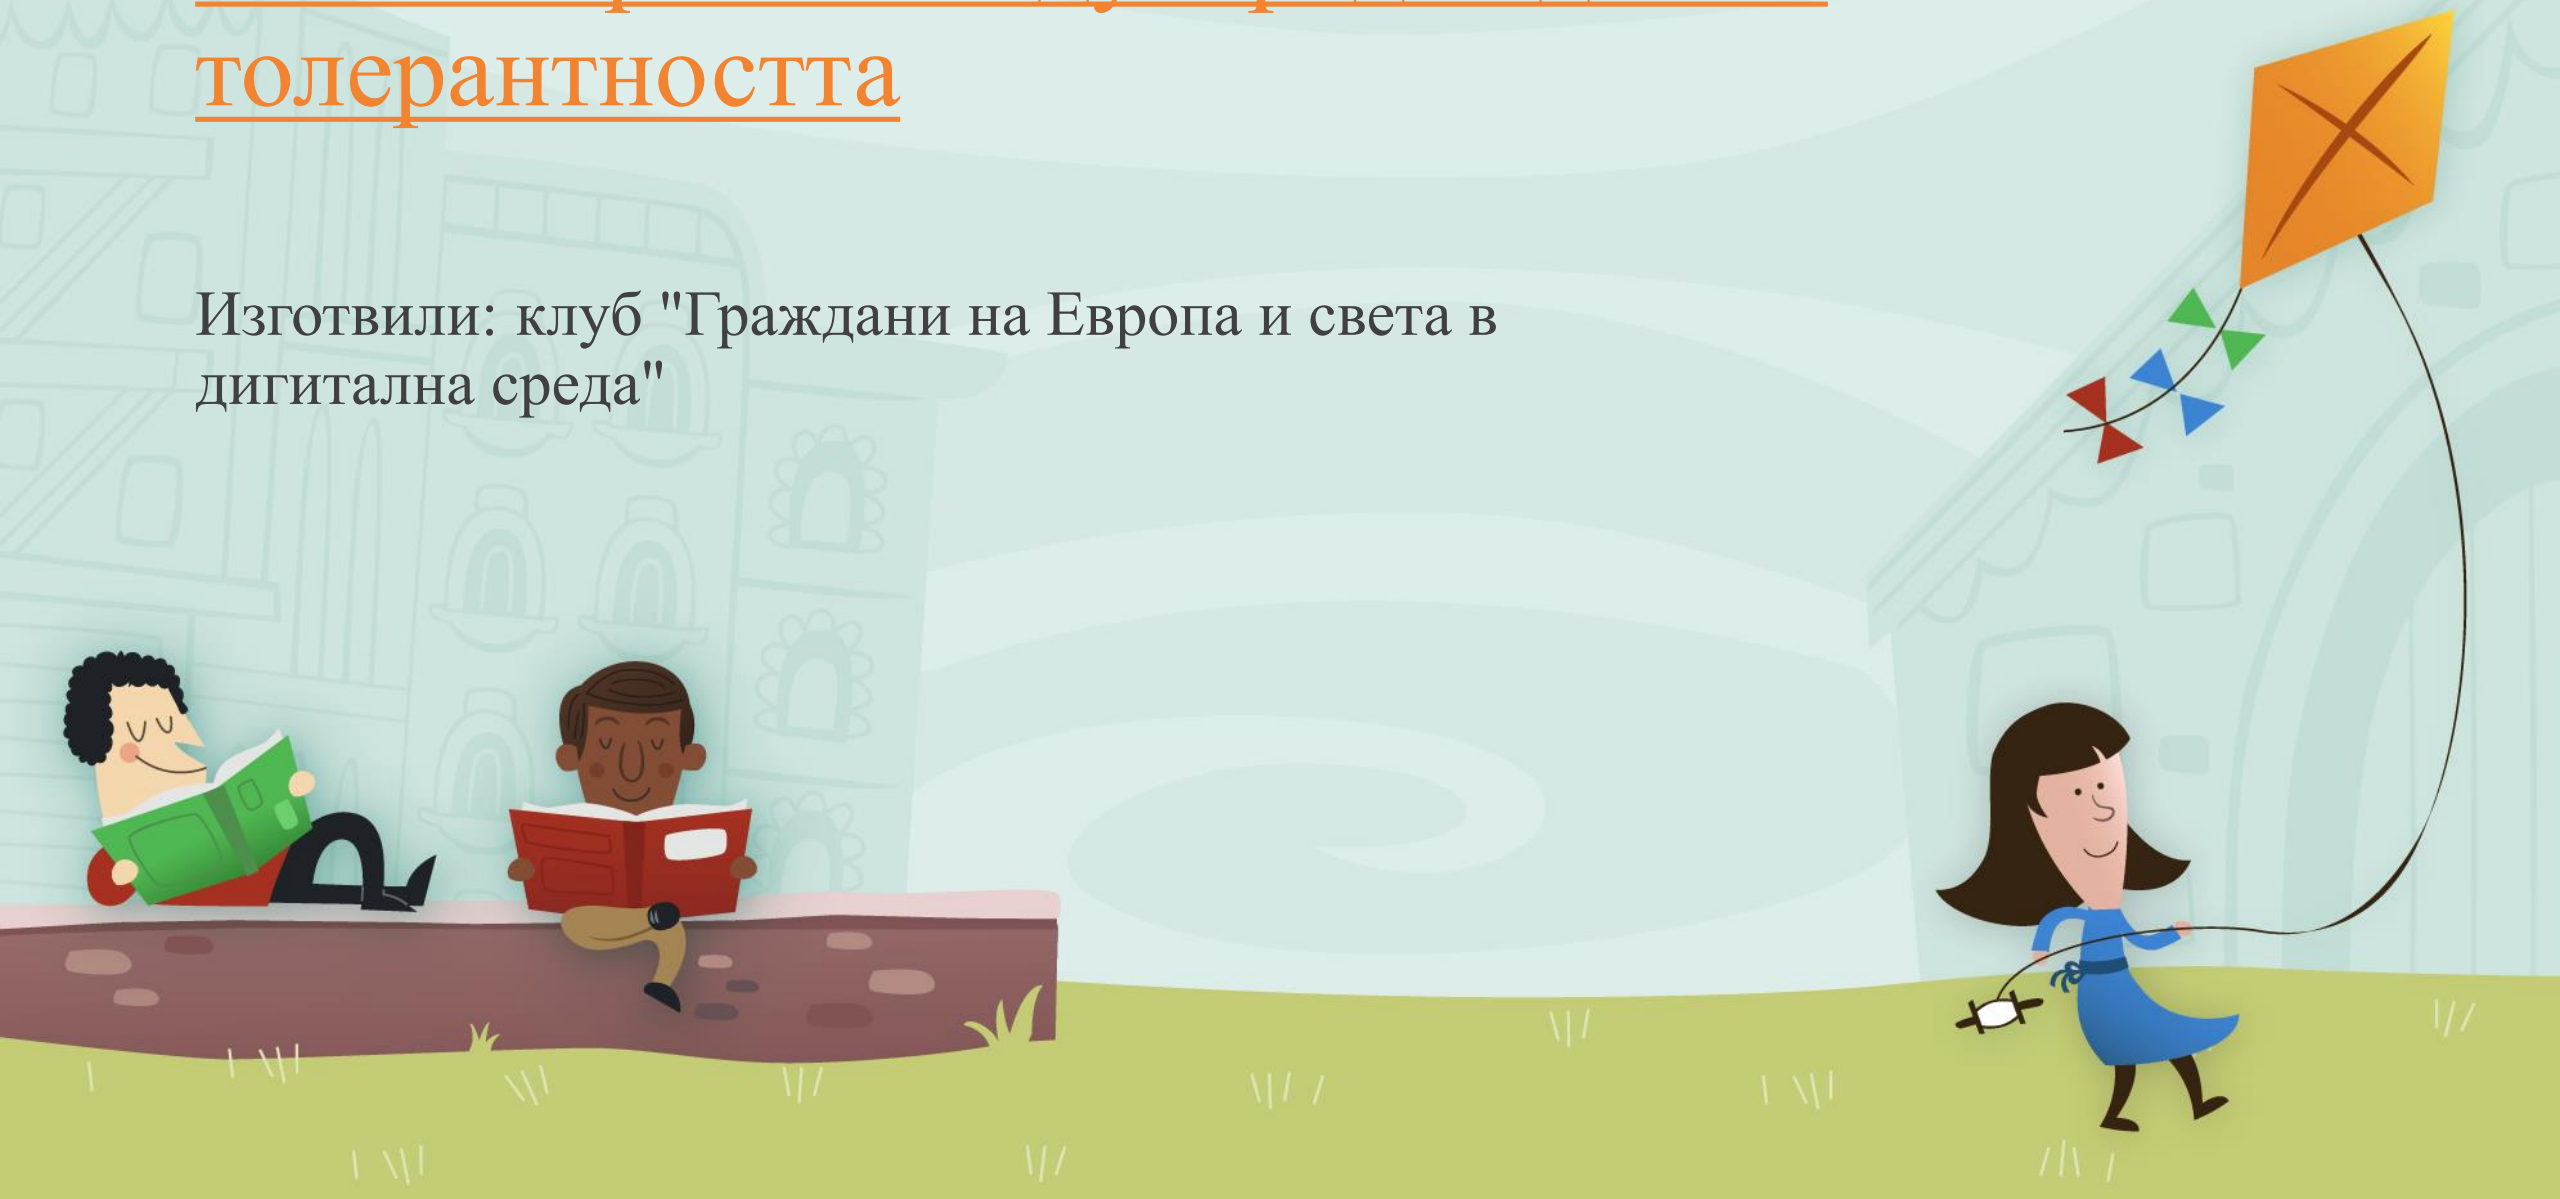 толерантността
Изготвили: клуб "Граждани на Европа и света в
дигитална среда"